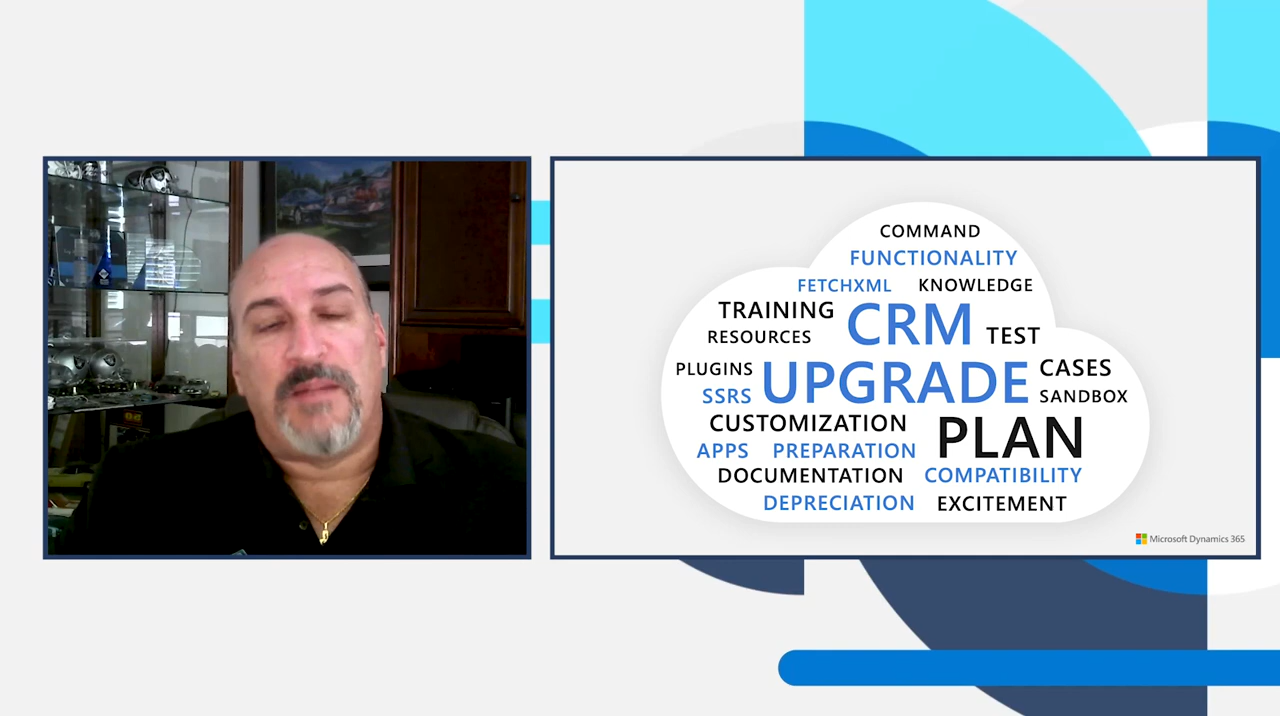 COMMAND
FUNCTIONALITY
FETCHXML KNOWLEDGE
TRAINING CRM TEST
RESOURCES
PLUGINS UPGRADE CASES
SSRS SANDBOX
CUSTOMIZATION PLAN
APPS PREPARATION
DOCUMENTATION COMPATIBILITY
DEPRECIATION EXCITEMENT
Microsoft Dynamics 365